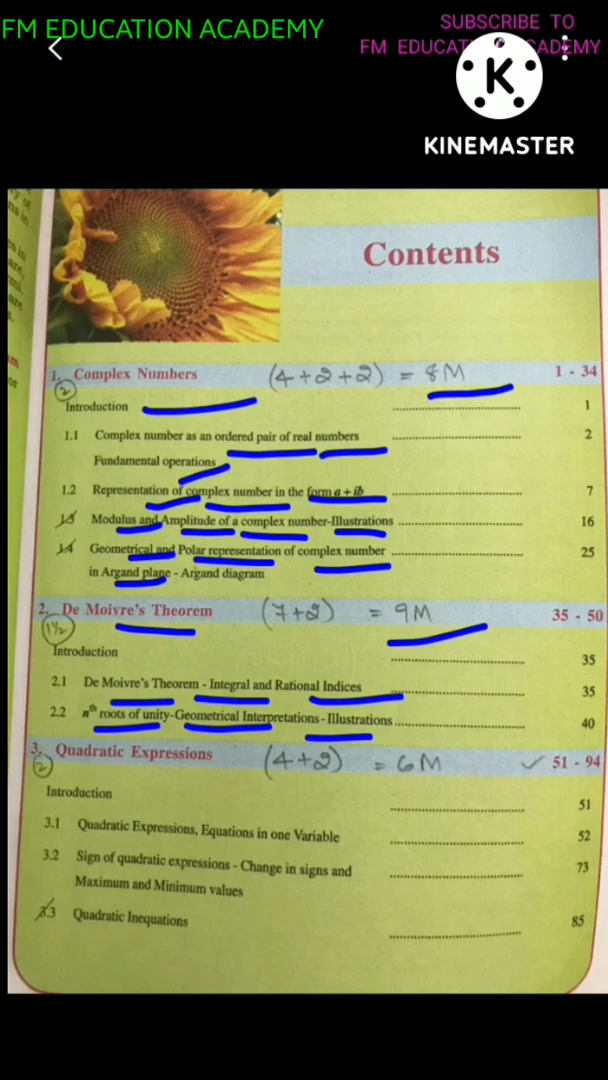 FM EDUCATION ACADEMY
SUBSCRIBE TO
FM EDUCATION ACADEMY
K
KINEMASTER
Contents
1. Complex Numbers (4+2+2) = 8M 1 - 34
2
Introduction 1
1.1 Complex number as an ordered pair of real numbers 2
Fundamental operations
1.2 Representation of complex number in the form a + ib 7
1.3 Modulus and Amplitude of a complex number-Illustrations 16
1.4 Geometrical and Polar representation of complex number 25
in Argand plane - Argand diagram
2. De Moivre's Theorem (7+2) = 9M 35 - 50
1½
Introduction 35
2.1 De Moivre's Theorem - Integral and Rational Indices 35
2.2 nth roots of unity-Geometrical Interpretations - Illustrations 40
3. Quadratic Expressions (4+2) = 6M ✓ 51 - 94
2
Introduction 51
3.1 Quadratic Expressions, Equations in one Variable 52
3.2 Sign of quadratic expressions - Change in signs and 73
Maximum and Minimum values
3.3 Quadratic Inequations 85